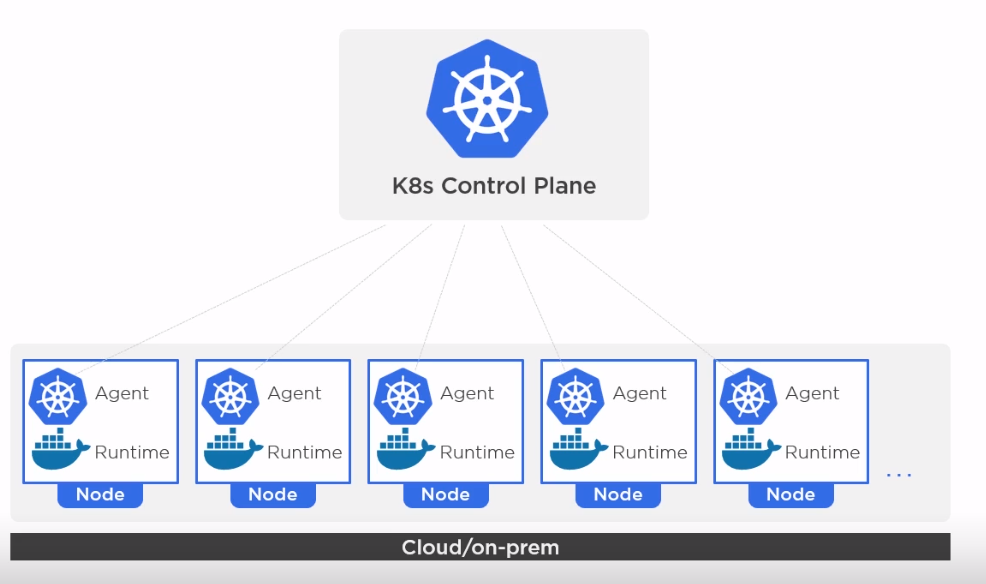 K8s Control Plane
Agent
Runtime
Node
Agent
Runtime
Node
Agent
Runtime
Node
Agent
Runtime
Node
Agent
Runtime
Node
...
Cloud/on-prem